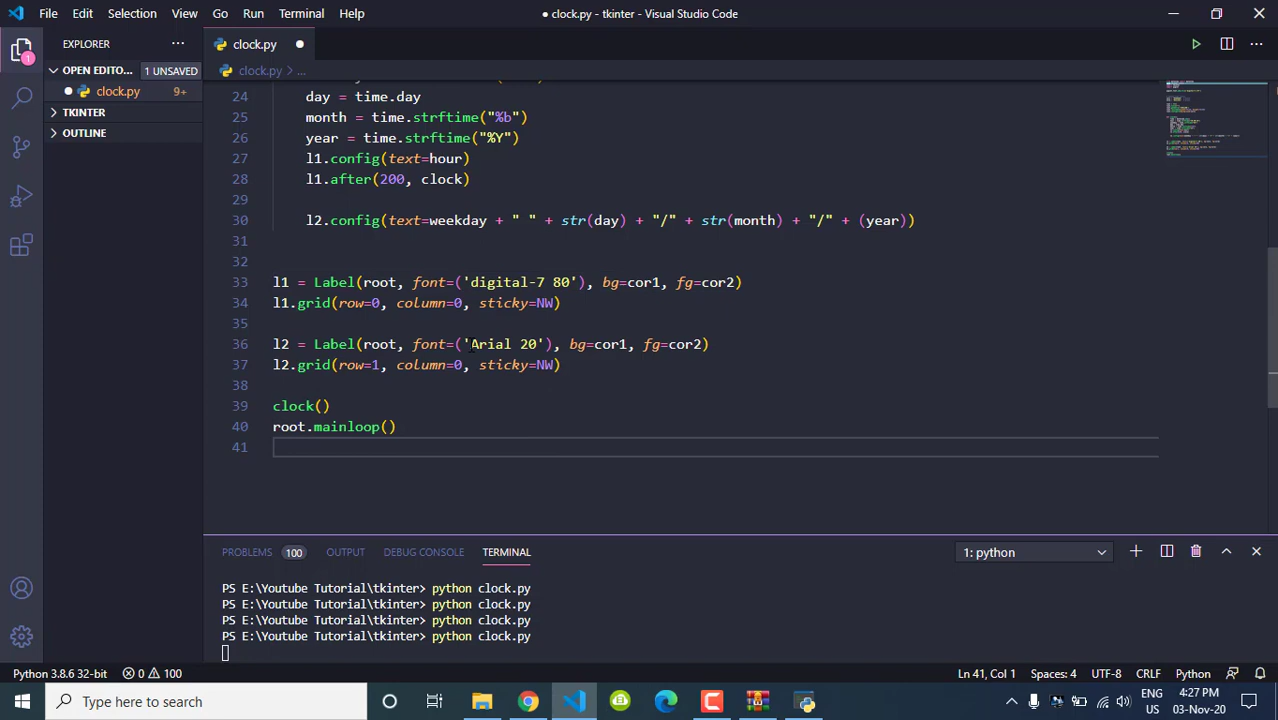 File Edit Selection View Go Run Terminal Help
● clock.py - tkinter - Visual Studio Code
EXPLORER
clock.py
OPEN EDITO... 1 UNSAVED
clock.py > ...
clock.py 9+
TKINTER
OUTLINE
24 day = time.day
25 month = time.strftime("%b")
26 year = time.strftime("%Y")
27 l1.config(text=hour)
28 l1.after(200, clock)
29
30 l2.config(text=weekday + " " + str(day) + "/" + str(month) + "/" + (year))
31
32
33 l1 = Label(root, font=('digital-7 80'), bg=cor1, fg=cor2)
34 l1.grid(row=0, column=0, sticky=NW)
35
36 l2 = Label(root, font=('Arial 20'), bg=cor1, fg=cor2)
37 l2.grid(row=1, column=0, sticky=NW)
38
39 clock()
40 root.mainloop()
41
PROBLEMS 100 OUTPUT DEBUG CONSOLE TERMINAL 1: python
PS E:\Youtube Tutorial\tkinter> python clock.py
PS E:\Youtube Tutorial\tkinter> python clock.py
PS E:\Youtube Tutorial\tkinter> python clock.py
PS E:\Youtube Tutorial\tkinter> python clock.py
Python 3.8.6 32-bit 0 100 Ln 41, Col 1 Spaces: 4 UTF-8 CRLF Python
Type here to search
ENG
US
4:27 PM
03-Nov-20